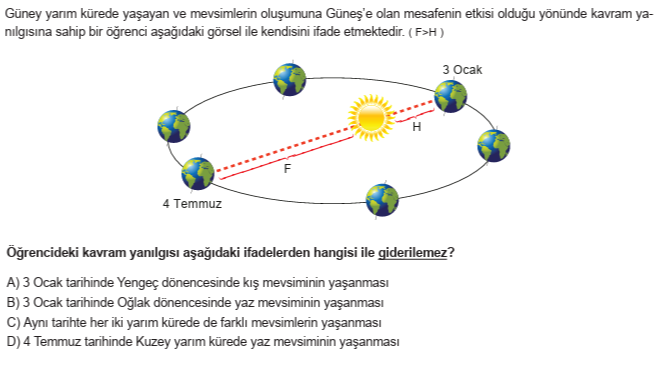 Güney yarım kürede yaşayan ve mevsimlerin oluşumuna Güneş'e olan mesafenin etkisi olduğu yönünde kavram ya-
nılgısına sahip bir öğrenci aşağıdaki görsel ile kendisini ifade etmektedir. ( F>H )
3 Ocak
H
F
4 Temmuz
Öğrencideki kavram yanılgısı aşağıdaki ifadelerden hangisi ile giderilemez?
A) 3 Ocak tarihinde Yengeç dönencesinde kış mevsiminin yaşanması
B) 3 Ocak tarihinde Oğlak dönencesinde yaz mevsiminin yaşanması
C) Aynı tarihte her iki yarım kürede de farklı mevsimlerin yaşanması
D) 4 Temmuz tarihinde Kuzey yarım kürede yaz mevsiminin yaşanması